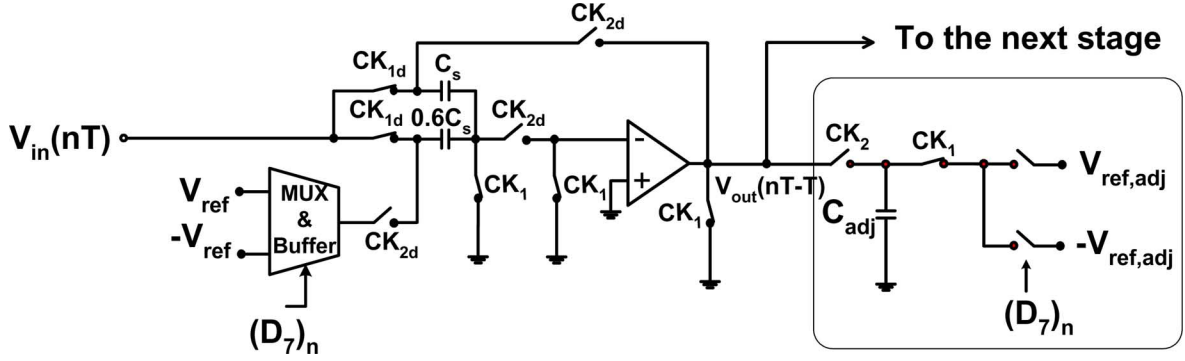 CK2d
To the next stage
CK1d
Cs
CK1d
0.6Cs
CK2d
Vin(nT)
-
+
CK2
CK1
Vref,adj
Vref
MUX
&
Buffer
-Vref
CK2d
CK1
CK1
CK1
Vout(nT-T)
Cadj
-Vref,adj
(D7)n
(D7)n